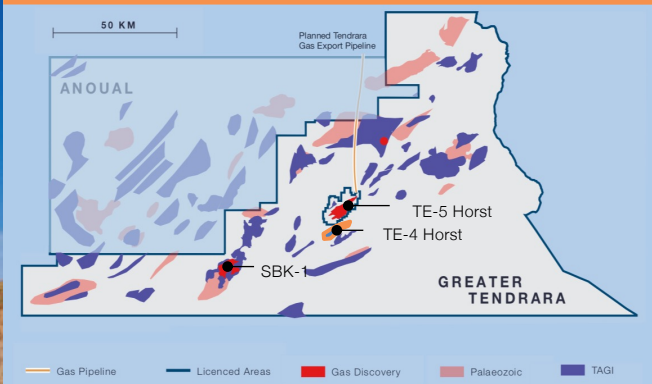 50 KM
Planned Tendrara
Gas Export Pipeline
ANOUAL
TE-5 Horst
TE-4 Horst
SBK-1
GREATER
TENDRARA
Gas Pipeline
Licenced Areas
Gas Discovery
Palaeozoic
TAGI